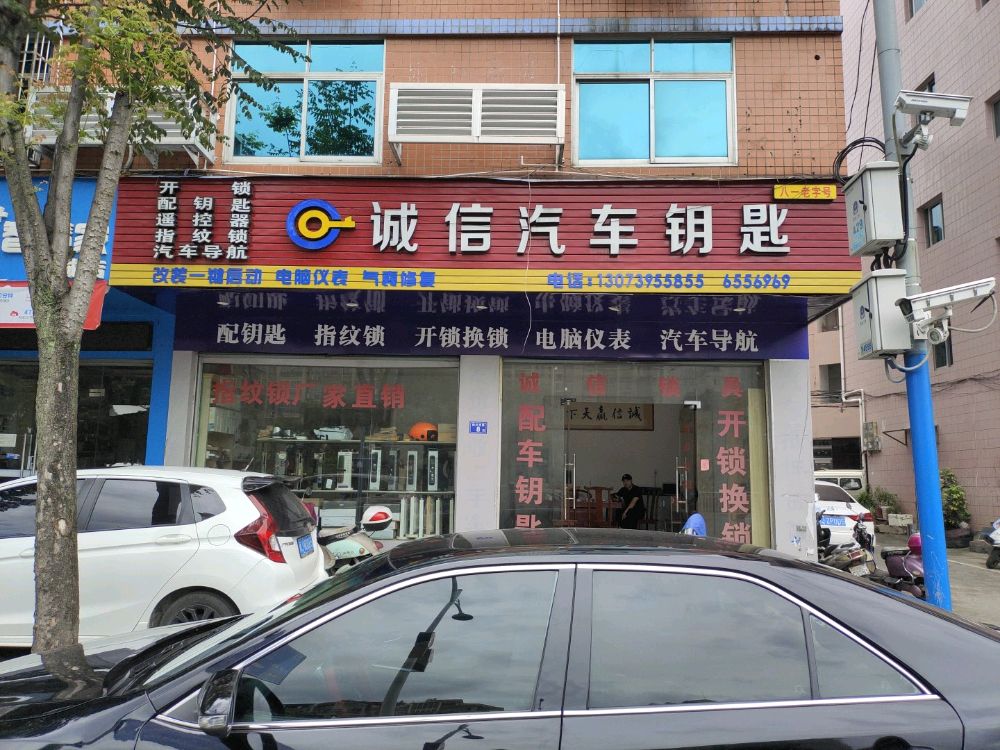 开锁
配钥匙
遥控器
指纹锁
汽车导航
诚信汽车钥匙
八一老字号
改装一键启动 电脑仪表 气囊修复
电话:13073955855 6556969
配钥匙 指纹锁 开锁换锁 电脑仪表 汽车导航
指纹锁厂家直销
诚信锁具
下天赢信誠
配车钥匙
开锁换锁